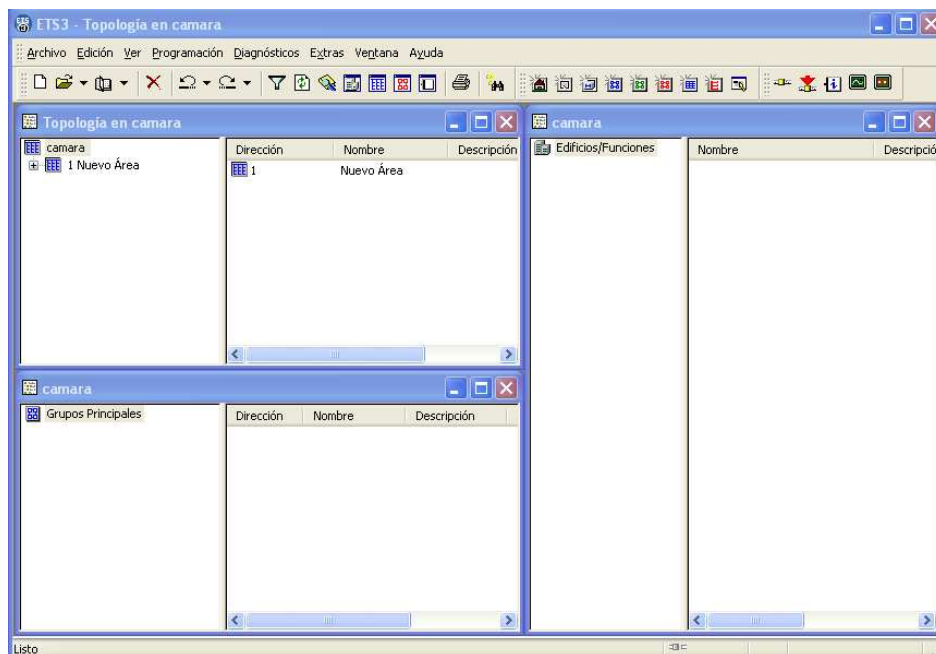 ETS3 - Topología en camara
Archivo Edición Ver Programación Diagnósticos Extras Ventana Ayuda
Topología en camara
camara
1 Nuevo Área
Dirección Nombre Descripción
1 Nuevo Área
camara
Edificios/Funciones
Nombre Descripció
camara
Grupos Principales
Dirección Nombre Descripción
Listo